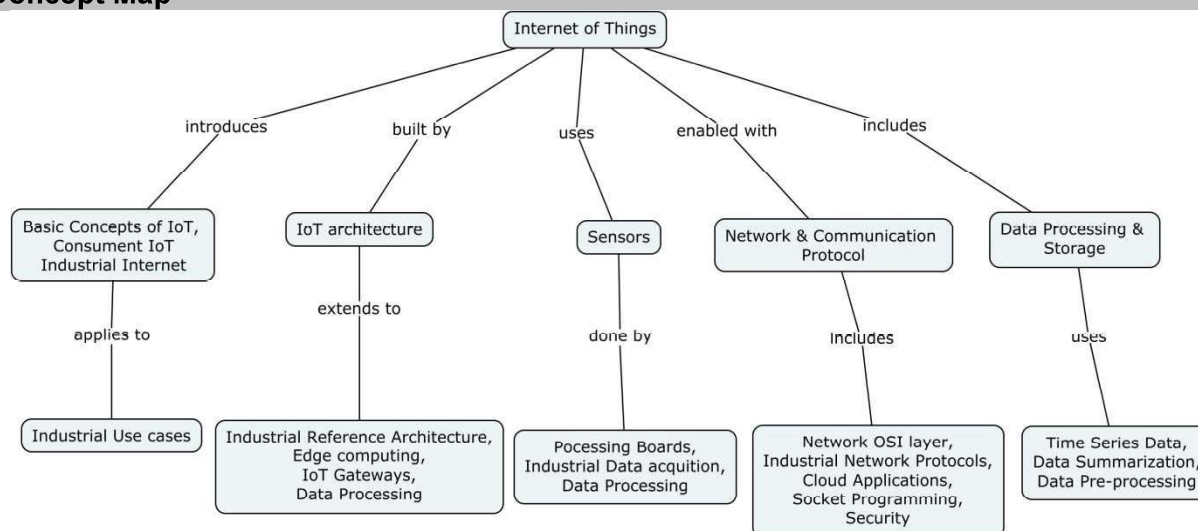 Concept Map
Internet of Things
introduces
built by
uses
enabled with
includes
Basic Concepts of IoT,
Consument IoT
Industrial Internet
IoT architecture
Sensors
Network & Communication
Protocol
Data Processing &
Storage
applies to
extends to
done by
includes
uses
Industrial Use cases
Industrial Reference Architecture,
Edge computing,
IoT Gateways,
Data Processing
Pocessing Boards,
Industrial Data acquition,
Data Processing
Network OSI layer,
Industrial Network Protocols,
Cloud Applications,
Socket Programming,
Security
Time Series Data,
Data Summarization,
Data Pre-processing